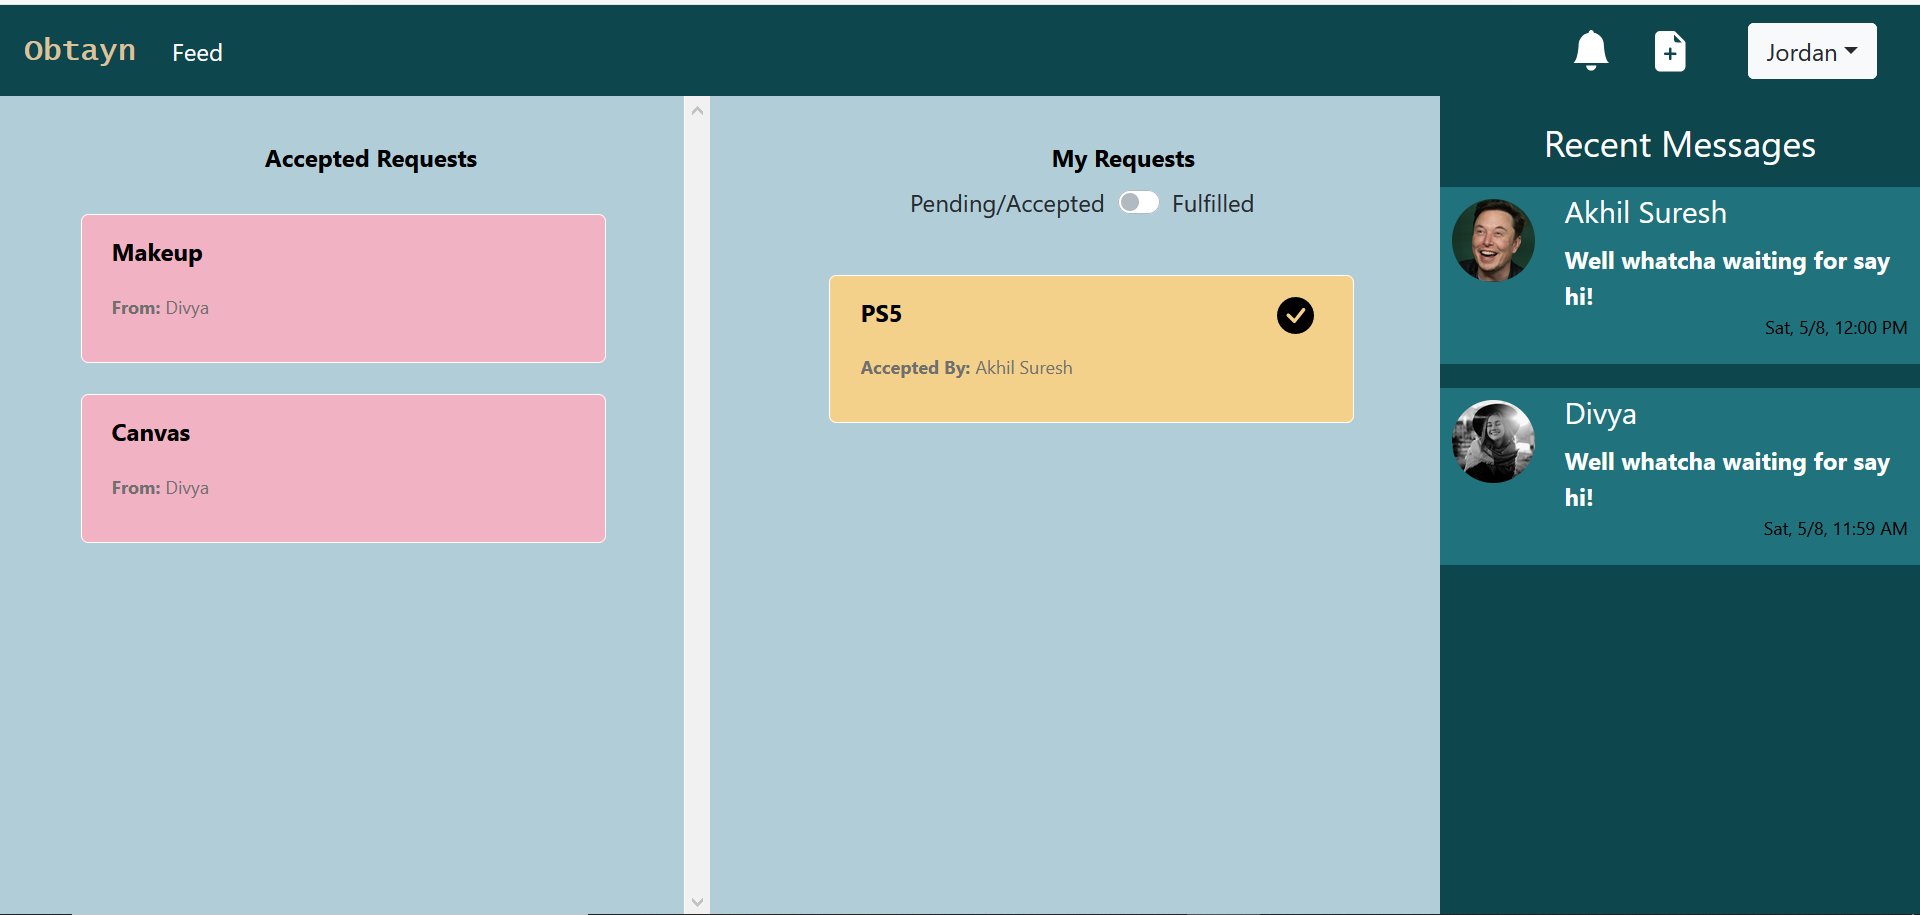 Obtayn
Feed
Jordan
Accepted Requests
Makeup
From: Divya
Canvas
From: Divya
My Requests
Pending/Accepted Fulfilled
PS5
Accepted By: Akhil Suresh
Recent Messages
Akhil Suresh
Well whatcha waiting for say
hi!
Sat, 5/8, 12:00 PM
Divya
Well whatcha waiting for say
hi!
Sat, 5/8, 11:59 AM